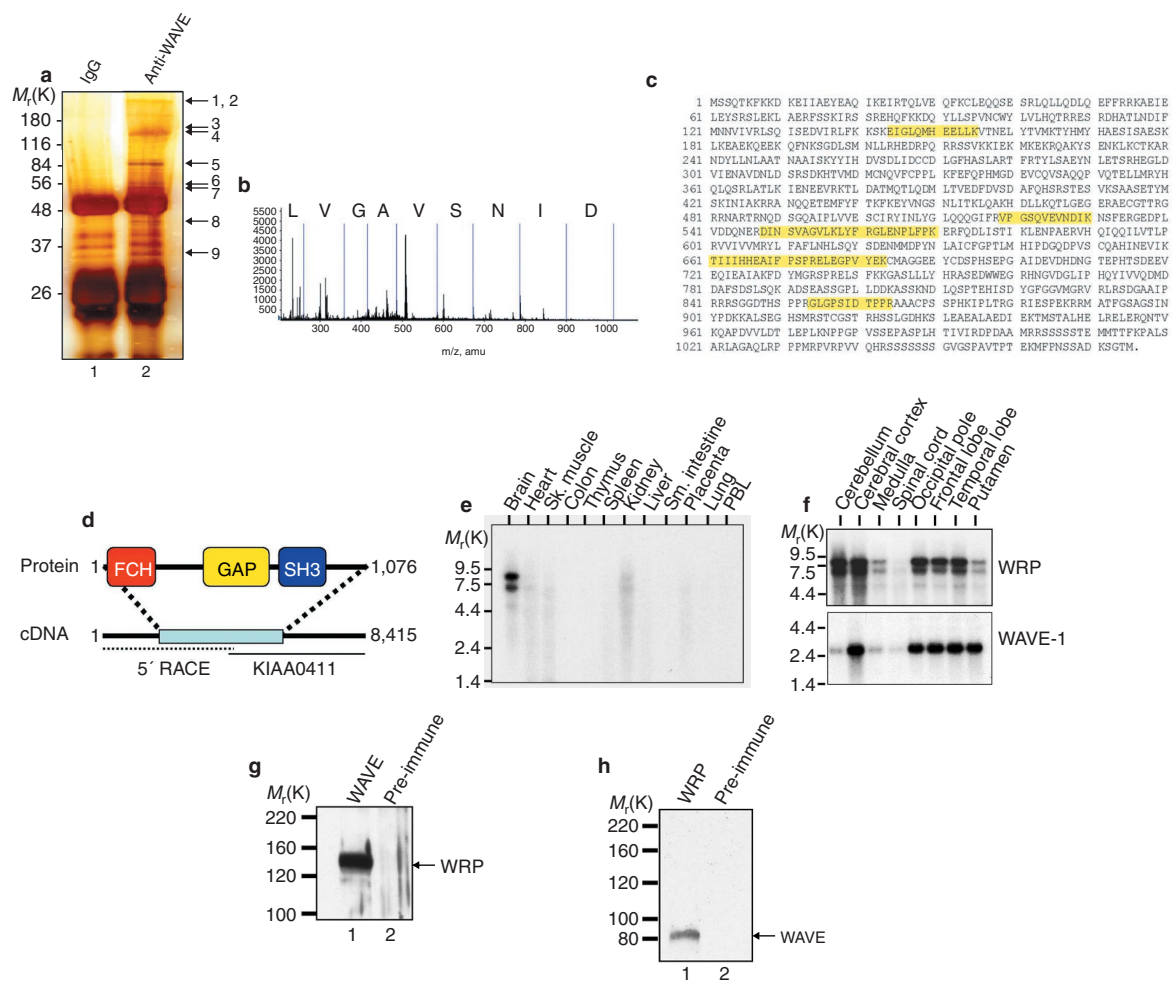 a
IgG
Anti-WAVE
Mr(K)
180
116
84
56
48
37
26
1, 2
3
4
5
6
7
8
9
1 2
b
L V G A V S N I D
5500
5000
4500
4000
3500
3000
2500
2000
1500
1000
500
300 400 500 600 700 800 900 1000
m/z, amu
c
1 MSSQTKFKKD KEIIAEYEAQ IKEIRTQLVE QFKCLEQQSE SRLQLLQDLQ EFFRRKAEIE
61 LEYSRSLEKL AERFSSKIRS SREHQFKKDQ YLLSPVNCWY LLVHQTRRES RDHATLNDIF
121 MNNVIVRLSQ ISEDVIRLFK KSKEIGLQMH EELLKVTNEL YTVMKTYHMY HAESISAESK
181 LKEAEKQEEK QFNKSGDLSM NLLRHEDRPQ RRSSVKKIEK MKEKRQAKYS ENKLKCTKAR
241 NDYLLNLAAT NAAISKYYIH DVSDLIDCCD LGFHASLART FRTYLSAEYN LETSRHEGLD
301 VIENAVDNLD SRSDKHTVMD MCNQVFCPPL KFEFQPHMGD EVCQVSAQQP VQTELLMRYH
361 QLQSRLATLK IENEEVRKTL DATMQTLQDM LTVEDFDVSD AFQHSRSTES VKSAASETYM
421 SKINIAKRRA NQQETEMFYF TKFKEYVNGS NLITKLQAKH DLLKQTLGEG ERAECGTTRG
481 RRNARTRNQD SGQAIPLVVE SCIRYINLYG LQQQGIFRVP GSQVEVNDIK NSFERGEDPL
541 VDDQNERDIN SVAGVLKLYF RGLENPLFPK ERFQDLISTI KLENPAERVH QIQQILVTLP
601 RVVIVVMRYL FAFLNHLSQY SDENMMDPYN LAICFGPTLM HIPDGQDPVS CQAHINEVIK
661 TIIIHHEAIF PSPRELEGPV YEKCMAGGEE YCDSPHSEPG AIDEVDHDNG TEPHTSDEEV
721 EQIEAIAKFD YMGRSPRELS FKKGASLLLY HRASEDWWEG RHNGVDGLIP HQYIVVQDMD
781 DAFSDSLSQK ADSEASSGPL LDDKASSKND LQSPTEHISD YGFGGVMGRV RLRSDGAAIP
841 RRRSGGDTHS PPRGLGPSID TPPRAAACPS SPHKIPLTRG RIESPEKRRM ATFGSAGSIN
901 YPDKKALSEG HSMRSTCGST RHSSLGDHKS LEAEALAEDI EKTMSTALHE LRELERQNTV
961 KQAPDVVLDT LEPLKNPPGP VSSEPASPLH TIVIRDPDAA MRRSSSSSTE MMTTFKPALS
1021 ARLAGAQLRP PPMRPVRPVV QHRSSSSSSS GVGSPAVTPT EKMFPNSSAD KSGTM.
d
Protein 1 FCH GAP SH3 1,076
cDNA 1 8,415
5´ RACE KIAA0411
e
Brain
Heart
Sk. muscle
Colon
Thymus
Spleen
Kidney
Liver
Sm. intestine
Placenta
Lung
PBL
Mr(K)
9.5
7.5
4.4
2.4
1.4
f
Cerebellum
Cerebral cortex
Medulla
Spinal cord
Occipital pole
Frontal lobe
Temporal lobe
Putamen
Mr(K)
9.5
7.5
4.4
WRP
4.4
2.4
1.4
WAVE-1
g
WAVE
Pre-immune
Mr(K)
220
160
120
100
WRP
1 2
h
WRP
Pre-immune
Mr(K)
220
160
120
100
80
WAVE
1 2